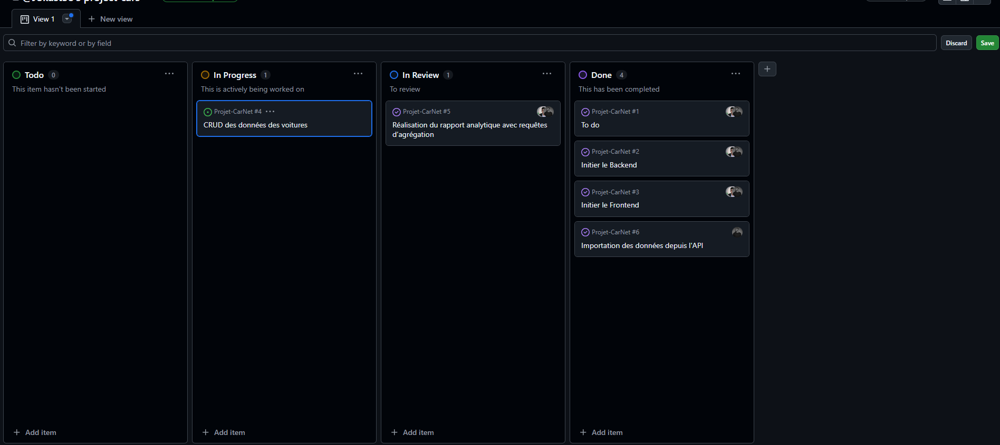 View 1
New view
Filter by keyword or by field
Discard
Save
Todo 0
This item hasn't been started
Add item
In Progress 1
This is actively being worked on
Projet-CarNet #4
CRUD des données des voitures
Add item
In Review 1
To review
Projet-CarNet #5
Réalisation du rapport analytique avec requêtes
d’agrégation
Add item
Done 4
This has been completed
Projet-CarNet #1
To do
Projet-CarNet #2
Initier le Backend
Projet-CarNet #3
Initier le Frontend
Projet-CarNet #6
Importation des données depuis l'API
Add item